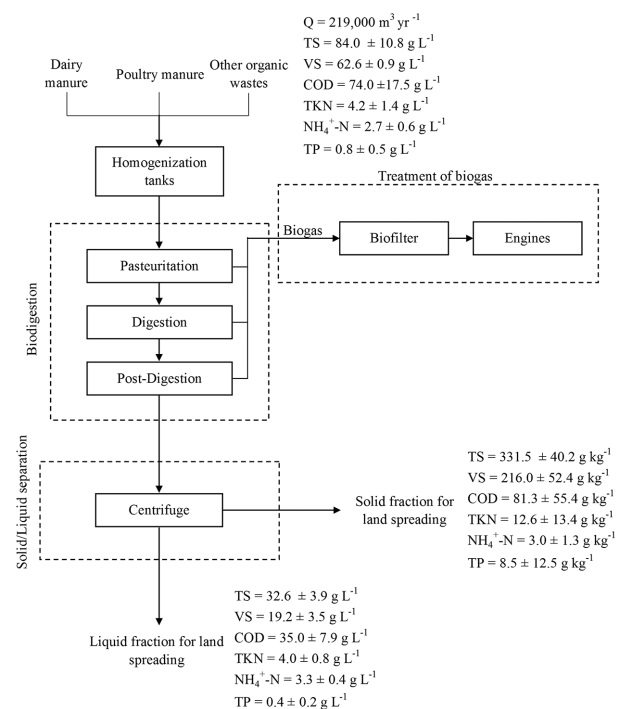 Q = 219,000 m³ yr ⁻¹
TS = 84.0 ± 10.8 g L⁻¹
VS = 62.6 ± 0.9 g L⁻¹
COD = 74.0 ±17.5 g L⁻¹
TKN = 4.2 ± 1.4 g L⁻¹
NH₄⁺-N = 2.7 ± 0.6 g L⁻¹
TP = 0.8 ± 0.5 g L⁻¹
Dairy
manure
Poultry manure
Other organic
wastes
Homogenization
tanks
Treatment of biogas
Biogas
Biofilter
Engines
Biodigestion
Pasteuritation
Digestion
Post-Digestion
Solid/Liquid separation
Centrifuge
Solid fraction for
land spreading
TS = 331.5 ± 40.2 g kg⁻¹
VS = 216.0 ± 52.4 g kg⁻¹
COD = 81.3 ± 55.4 g kg⁻¹
TKN = 12.6 ± 13.4 g kg⁻¹
NH₄⁺-N = 3.0 ± 1.3 g kg⁻¹
TP = 8.5 ± 12.5 g kg⁻¹
Liquid fraction for land
spreading
TS = 32.6 ± 3.9 g L⁻¹
VS = 19.2 ± 3.5 g L⁻¹
COD = 35.0 ± 7.9 g L⁻¹
TKN = 4.0 ± 0.8 g L⁻¹
NH₄⁺-N = 3.3 ± 0.4 g L⁻¹
TP = 0.4 ± 0.2 g L⁻¹